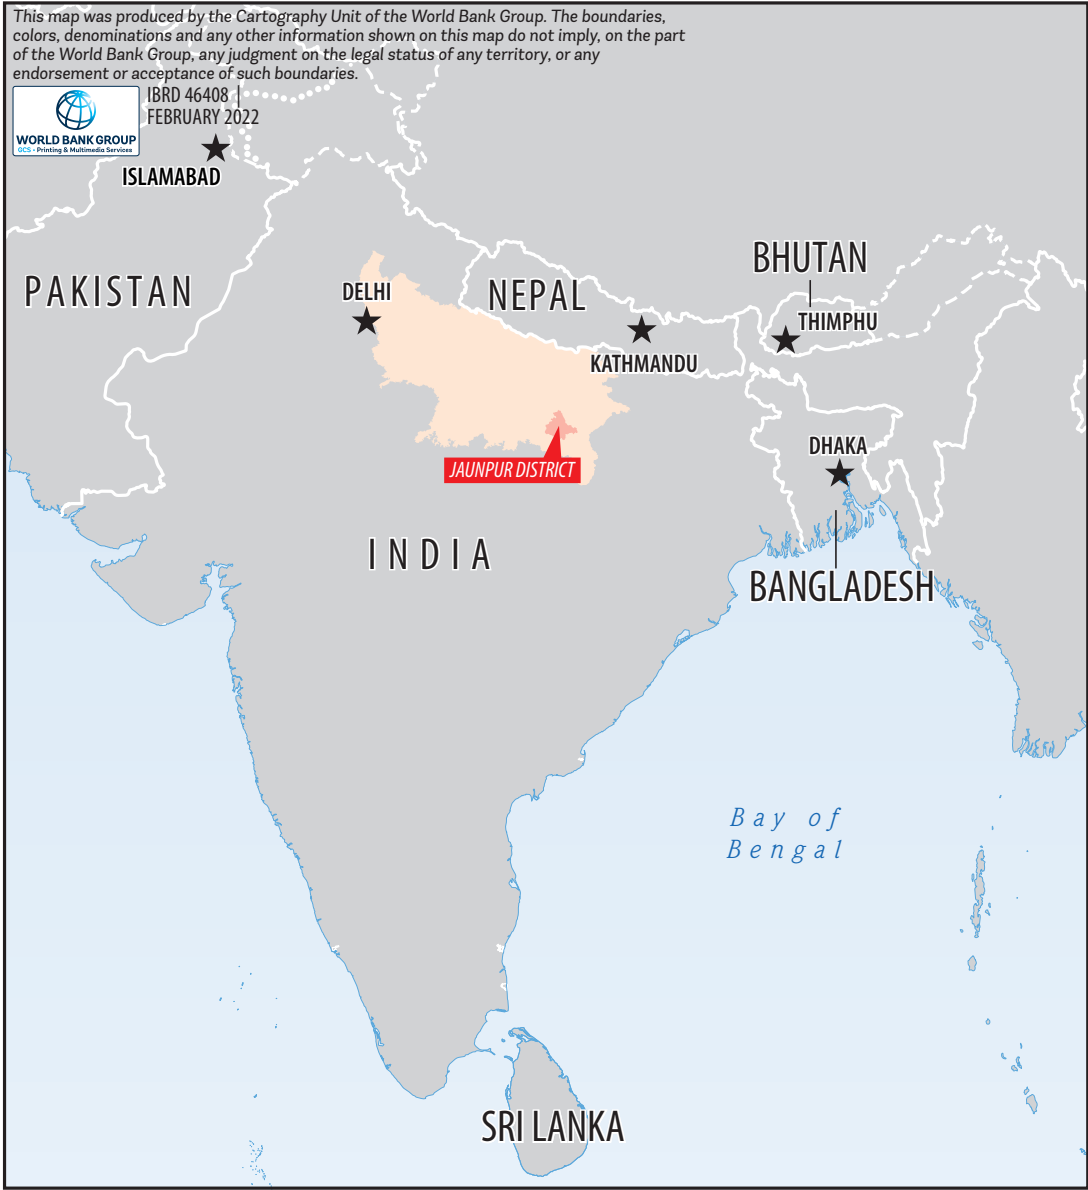 This map was produced by the Cartography Unit of the World Bank Group. The boundaries,
colors, denominations and any other information shown on this map do not imply, on the part
of the World Bank Group, any judgment on the legal status of any territory, or any
endorsement or acceptance of such boundaries.
IBRD 46408 |
FEBRUARY 2022
WORLD BANK GROUP
GCS • Printing & Multimedia Services
ISLAMABAD
BHUTAN
PAKISTAN
DELHI
NEPAL
THIMPHU
KATHMANDU
DHAKA
JAUNPUR DISTRICT
INDIA
BANGLADESH
Bay of
Bengal
SRI LANKA